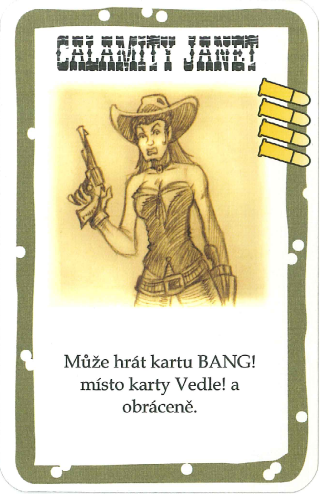 CALAMITY JANET
Může hrát kartu BANG!
místo karty Vedle! a
obráceně.